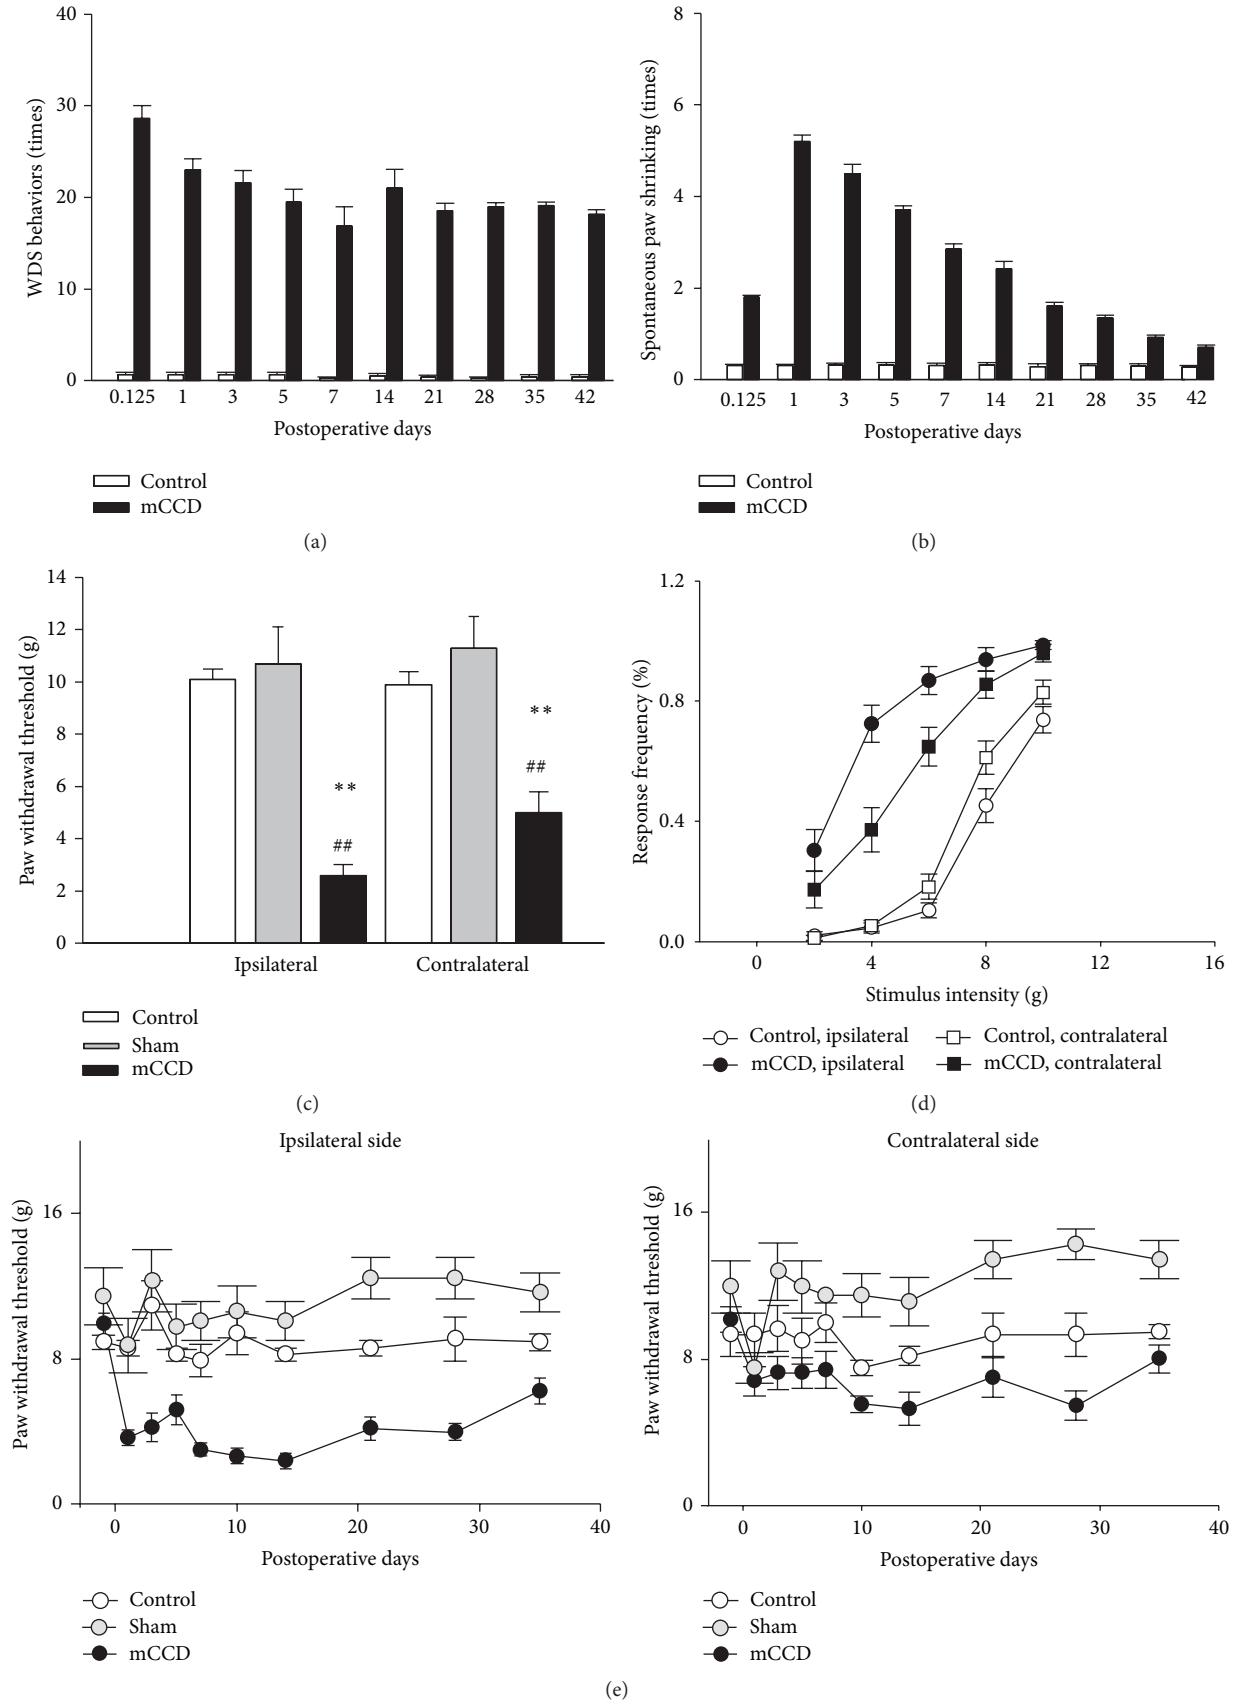 40
30
20
10
0
WDS behaviors (times)
0.125 1 3 5 7 14 21 28 35 42
Postoperative days
Control
mCCD
(a)
8
6
4
2
0
Spontaneous paw shrinking (times)
0.125 1 3 5 7 14 21 28 35 42
Postoperative days
Control
mCCD
(b)
14
12
10
8
6
4
2
0
Paw withdrawal threshold (g)
**
##
**
##
Ipsilateral Contralateral
Control
Sham
mCCD
(c)
1.2
0.8
0.4
0.0
Response frequency (%)
0 4 8 12 16
Stimulus intensity (g)
Control, ipsilateral Control, contralateral
mCCD, ipsilateral mCCD, contralateral
(d)
Ipsilateral side
16
8
0
Paw withdrawal threshold (g)
0 10 20 30 40
Postoperative days
Control
Sham
mCCD
Contralateral side
16
8
0
Paw withdrawal threshold (g)
0 10 20 30 40
Postoperative days
Control
Sham
mCCD
(e)